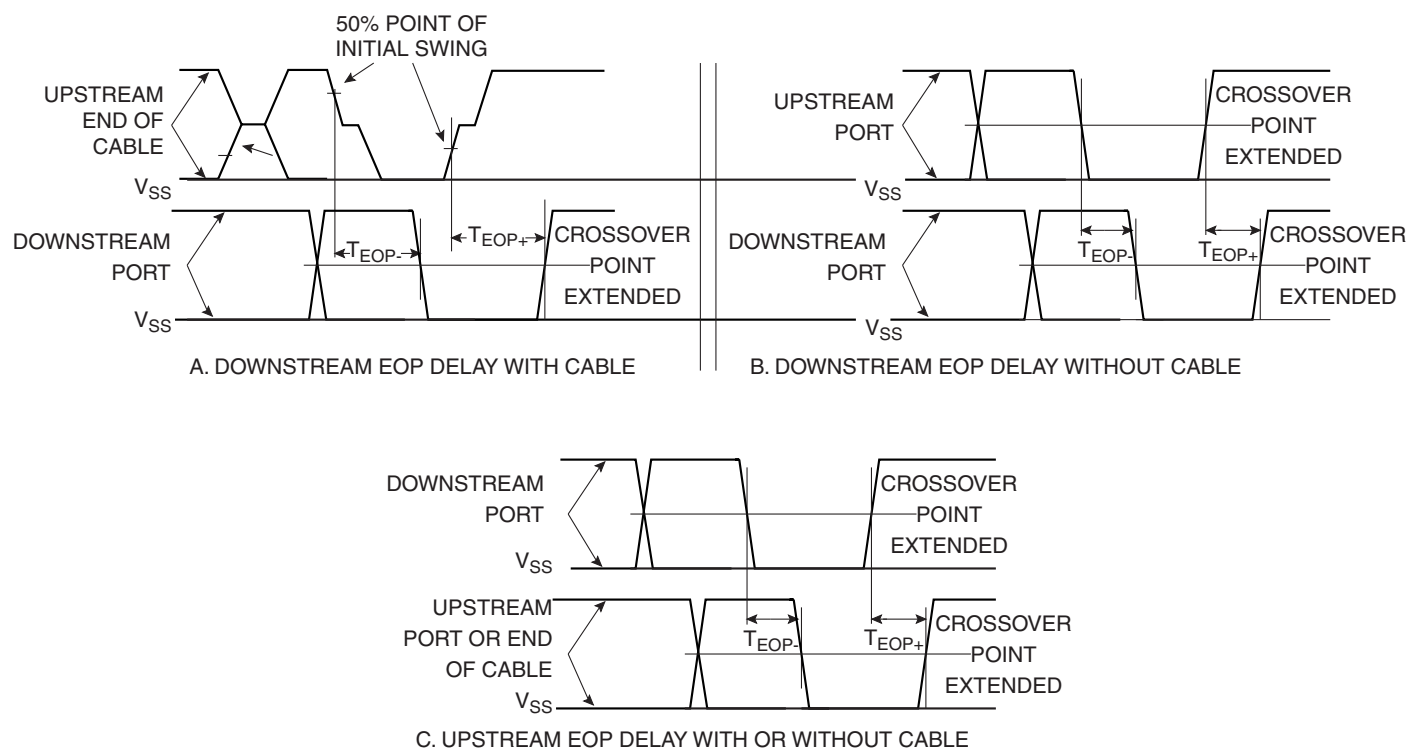 50% POINT OF
INITIAL SWING
UPSTREAM
END OF
CABLE
VSS
DOWNSTREAM
PORT
VSS
TEOP-
TEOP+
CROSSOVER
POINT
EXTENDED
A. DOWNSTREAM EOP DELAY WITH CABLE
UPSTREAM
PORT
VSS
CROSSOVER
POINT
EXTENDED
DOWNSTREAM
PORT
VSS
TEOP-
TEOP+
CROSSOVER
POINT
EXTENDED
B. DOWNSTREAM EOP DELAY WITHOUT CABLE
DOWNSTREAM
PORT
VSS
CROSSOVER
POINT
EXTENDED
UPSTREAM
PORT OR END
OF CABLE
VSS
TEOP-
TEOP+
CROSSOVER
POINT
EXTENDED
C. UPSTREAM EOP DELAY WITH OR WITHOUT CABLE